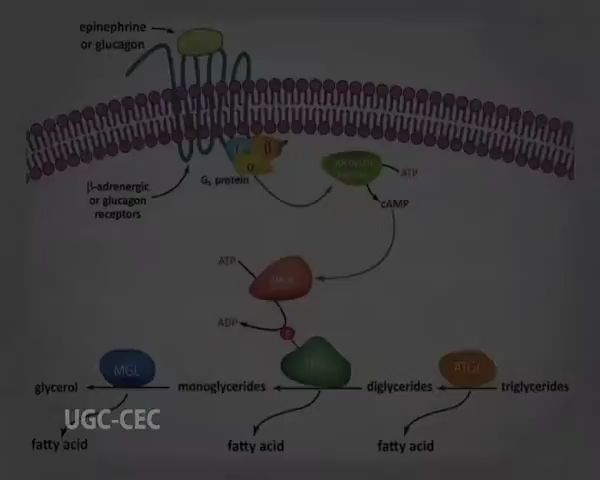 epinephrine
or glucagon
β
α
Gs protein
ATP
cAMP
β-adrenergic
or glucagon
receptors
ATP
ADP
MGL
ATGL
glycerol
monoglycerides
diglycerides
triglycerides
UGC-CEC
fatty acid
fatty acid
fatty acid